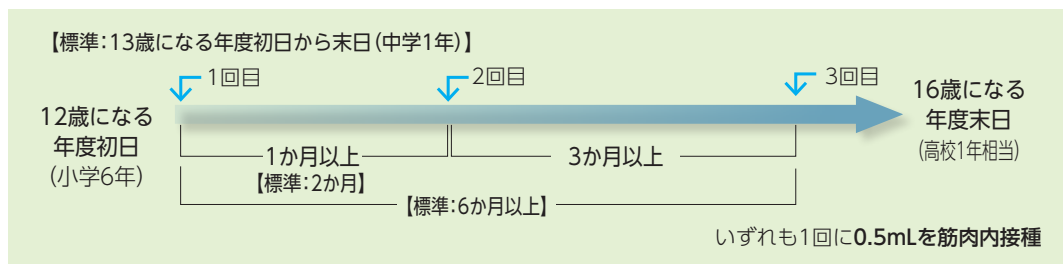 【標準：13歳になる年度初日から末日（中学1年）】
1回目
2回目
3回目
12歳になる
年度初日
（小学6年）
16歳になる
年度末日
（高校1年相当）
1か月以上
【標準：2か月】
3か月以上
【標準：6か月以上】
いずれも1回に0.5mLを筋肉内接種